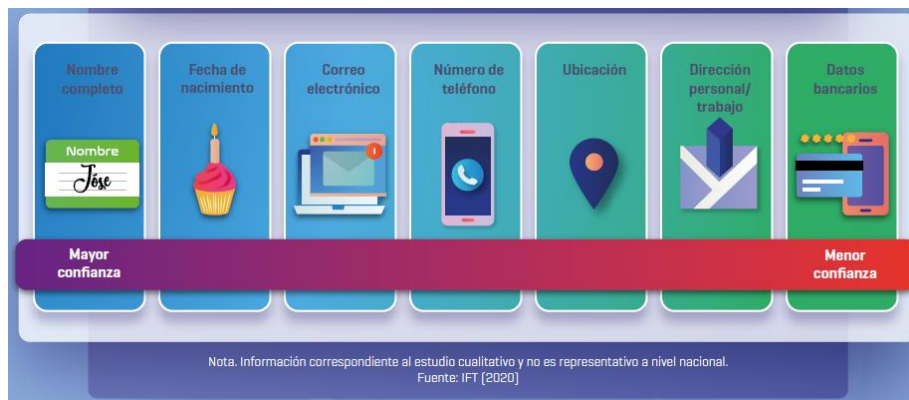 Nombre
completo
Fecha de
nacimiento
Correo
electrónico
Número de
teléfono
Ubicación
Dirección
personal/
trabajo
Datos
bancarios
Nombre
Jóse
Mayor
confianza
Menor
confianza
Nota. Información correspondiente al estudio cualitativo y no es representativo a nivel nacional.
Fuente: IFT (2020)